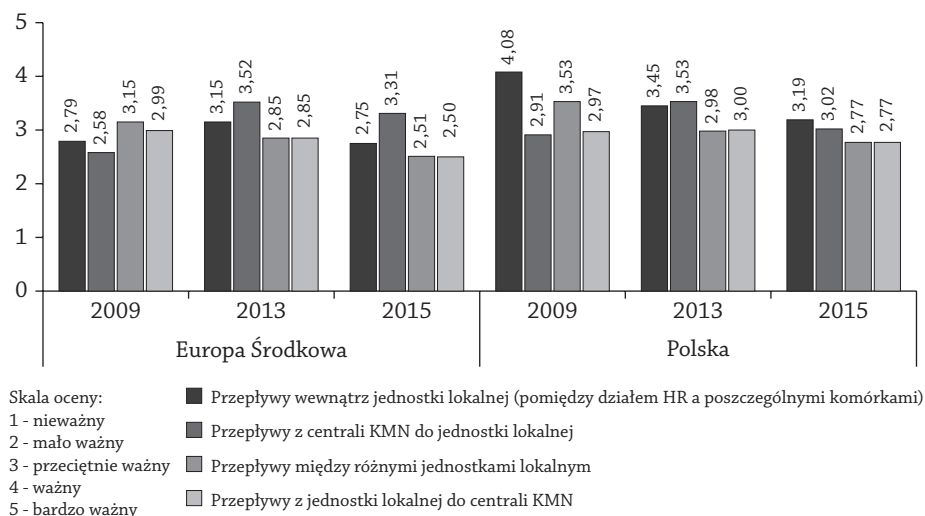 5
4
3
2
1
0
2,79
2,58
3,15
2,99
3,15
3,52
2,85
2,85
2,75
3,31
2,51
2,50
4,08
2,91
3,53
2,97
3,45
3,53
2,98
3,00
3,19
3,02
2,77
2,77
2009 2013 2015 2009 2013 2015
Europa Środkowa Polska
Skala oceny:
1 - nieważny
2 - mało ważny
3 - przeciętnie ważny
4 - ważny
5 - bardzo ważny
Przepływy wewnątrz jednostki lokalnej (pomiędzy działem HR a poszczególnymi komórkami)
Przepływy z centrali KMN do jednostki lokalnej
Przepływy między różnymi jednostkami lokalnym
Przepływy z jednostki lokalnej do centrali KMN